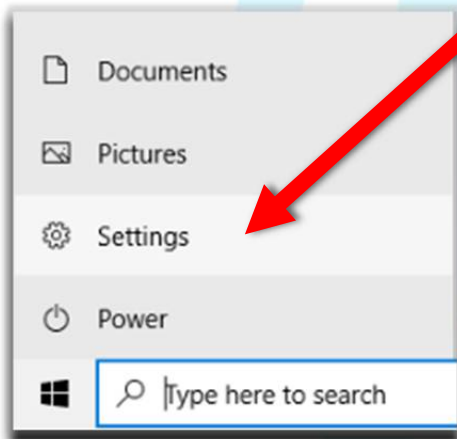 Documents
Pictures
Settings
Power
Type here to search